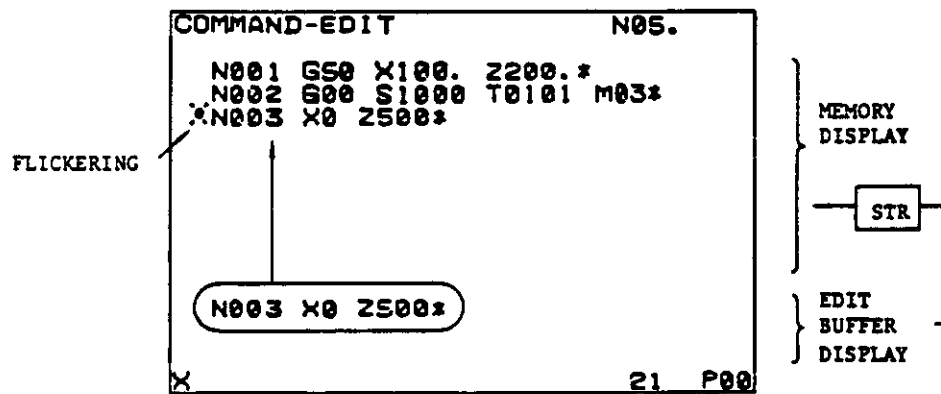 COMMAND-EDIT N05.
N001 G50 X100. Z200.*
N002 G00 S1000 T0101 M03*
N003 X0 Z500*
FLICKERING
MEMORY
DISPLAY
STR
N003 X0 Z500*
EDIT
BUFFER
DISPLAY
X 21 P00